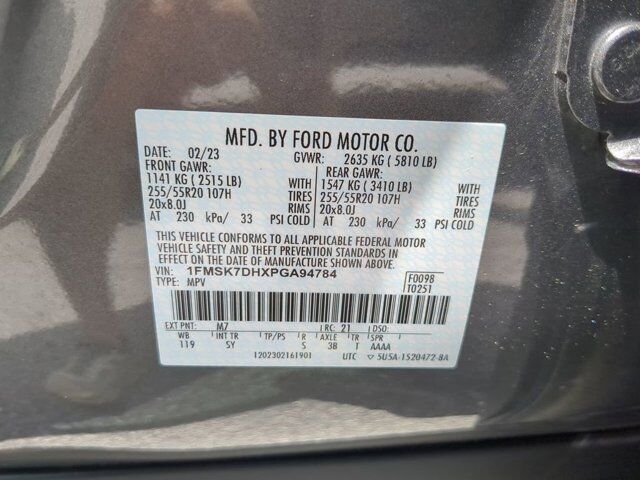 MFD. BY FORD MOTOR CO.
DATE: 02/23 GVWR: 2635 KG ( 5810 LB)
FRONT GAWR: REAR GAWR:
1141 KG ( 2515 LB) WITH 1547 KG ( 3410 LB) WITH
255/55R20 107H TIRES 255/55R20 107H TIRES
20x8.0J RIMS 20x8.0J RIMS
AT 230 kPa/ 33 PSI COLD AT 230 kPa/ 33 PSI COLD
THIS VEHICLE CONFORMS TO ALL APPLICABLE FEDERAL MOTOR
VEHICLE SAFETY AND THEFT PREVENTION STANDARDS IN
EFFECT ON THE DATE OF MANUFACTURE SHOWN ABOVE.
VIN: 1FMSK7DHXPGA94784 F0098
TYPE: MPV T0251
EXT PNT: M7 RC: 21 DSO:
WB INT TR TP/PS R AXLE TR SPR
119 5Y S 3B T AAAA
1202302161901 UTC 5U5A-1520472-BA